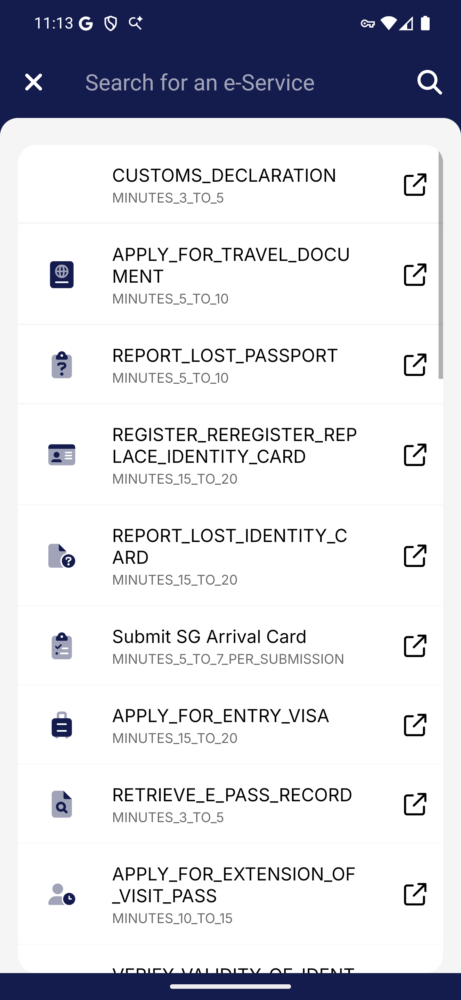 11:13
Search for an e-Service
CUSTOMS_DECLARATION
MINUTES_3_TO_5
APPLY_FOR_TRAVEL_DOCU
MENT
MINUTES_5_TO_10
REPORT_LOST_PASSPORT
MINUTES_5_TO_10
REGISTER_REREGISTER_REP
LACE_IDENTITY_CARD
MINUTES_15_TO_20
REPORT_LOST_IDENTITY_C
ARD
MINUTES_15_TO_20
Submit SG Arrival Card
MINUTES_5_TO_7_PER_SUBMISSION
APPLY_FOR_ENTRY_VISA
MINUTES_15_TO_20
RETRIEVE_E_PASS_RECORD
MINUTES_3_TO_5
APPLY_FOR_EXTENSION_OF
_VISIT_PASS
MINUTES_10_TO_15
VERIFY_VALIDITY_OF_IDENT